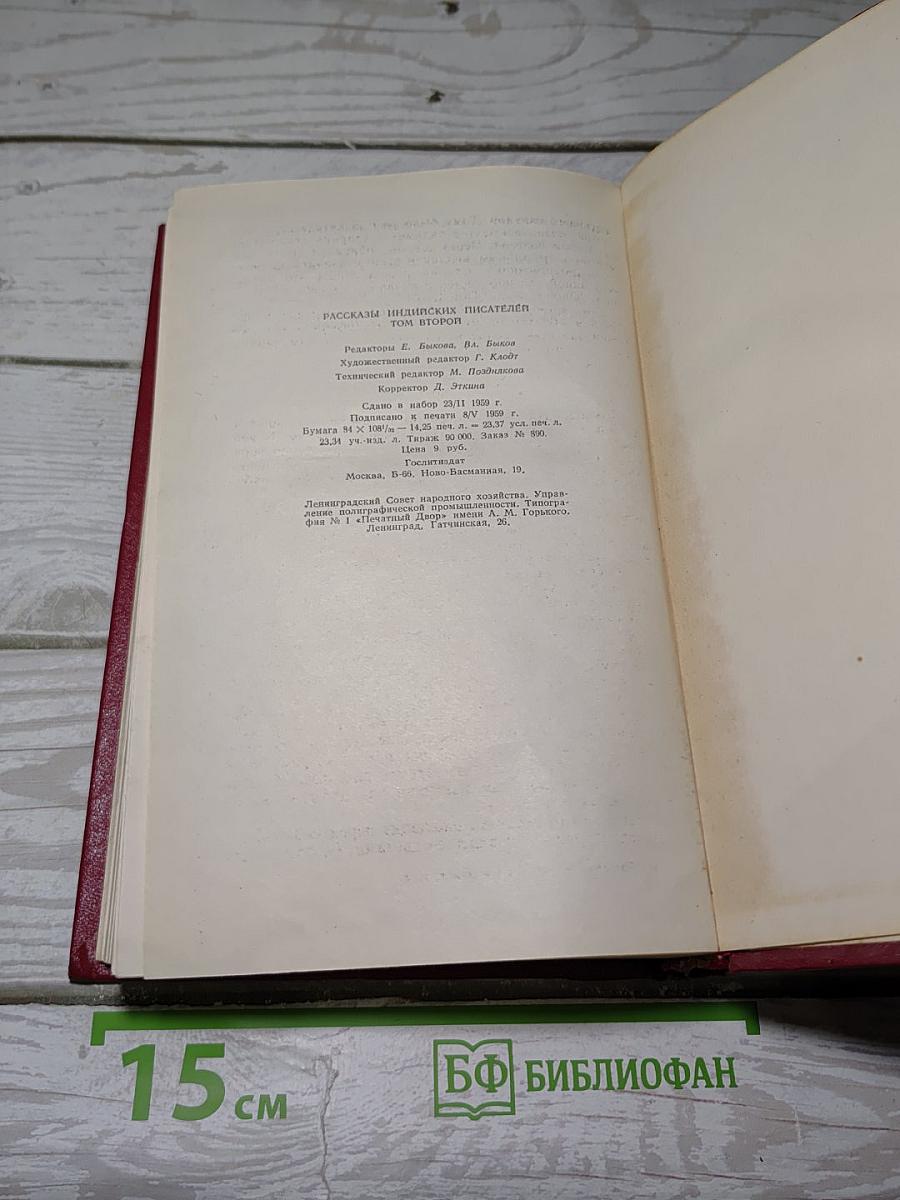 РАССКАЗЫ ИНДИЙСКИХ ПИСАТЕЛЕЙ
ТОМ ВТОРОЙ
Редакторы Е. Быкова, Вл. Быков
Художественный редактор Г. Клодт
Технический редактор М. Позднякова
Корректор Д. Эткина
Сдано в набор 23/II 1959 г.
Подписано к печати 8/V 1959 г.
Бумага 84 × 108¹/₃₂ — 14,25 печ. л. = 23,37 усл. печ. л.
23,34 уч.-изд. л. Тираж 90 000. Заказ № 890.
Цена 9 руб.
Гослитиздат
Москва, Б-66, Ново-Басманная, 19.
Ленинградский Совет народного хозяйства. Управ-
ление полиграфической промышленности. Типогра-
фия № 1 «Печатный Двор» имени А. М. Горького.
Ленинград, Гатчинская, 26.
15 см
БФ БИБЛИОФАН